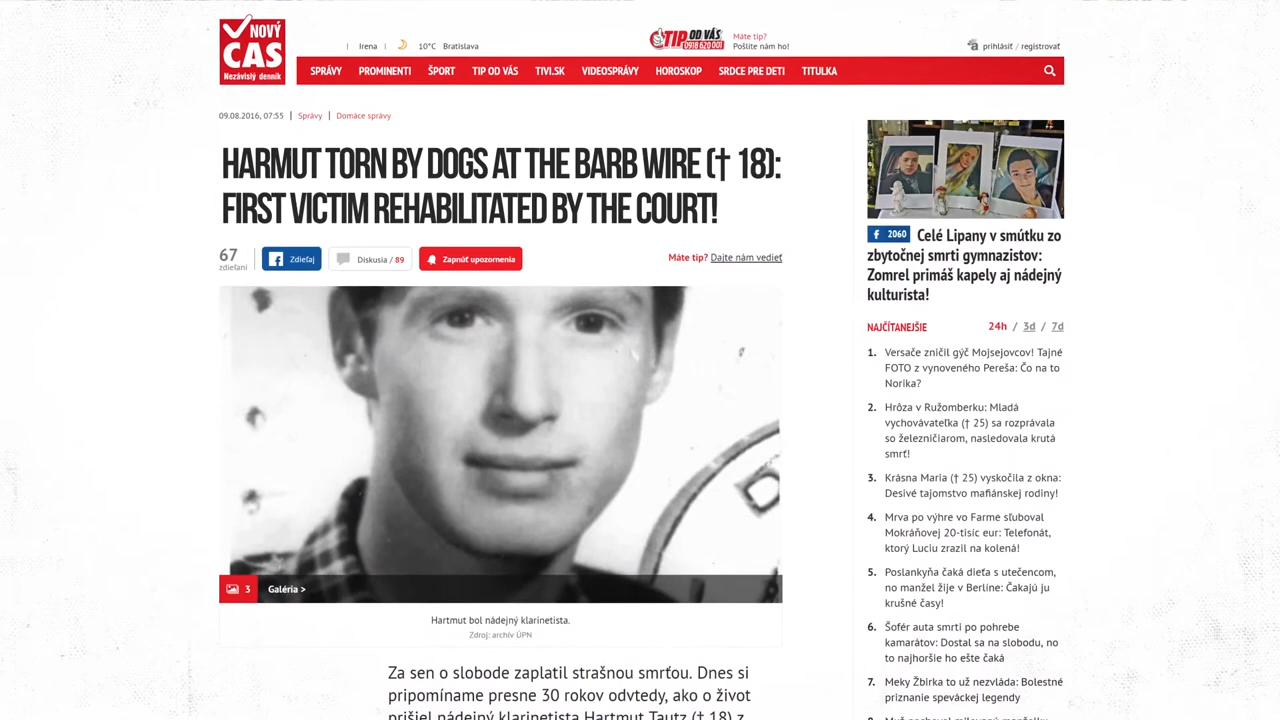 NOVÝ
ČAS
Nezávislý denník
Irena
10°C Bratislava
TIP OD VÁS
0918 620 001
Máte tip?
Pošlite nám ho!
prihlásiť / registrovať
SPRÁVY PROMINENTI ŠPORT TIP OD VÁS TIVI.SK VIDEOSPRÁVY HOROSKOP SRDCE PRE DETI TITULKA
09.08.2016, 07:55 | Správy | Domáce správy
HARMUT TORN BY DOGS AT THE BARB WIRE († 18):
FIRST VICTIM REHABILITATED BY THE COURT!
67
zdieľaní
Zdieľaj
Diskusia / 89
Zapnúť upozornenia
Máte tip? Dajte nám vedieť
3 Galéria >
Hartmut bol nádejný klarinetista.
Zdroj: archív ÚPN
Za sen o slobode zaplatil strašnou smrťou. Dnes si
pripomíname presne 30 rokov odvtedy, ako o život
prišiel nádejný klarinetista Hartmut Tautz († 18) z
2060 Celé Lipany v smútku zo
zbytočnej smrti gymnazistov:
Zomrel primáš kapely aj nádejný
kulturista!
NAJČÍTANEJŠIE 24h / 3d / 7d
1. Versače zničil gýč Mojsejovcov! Tajné
FOTO z vynoveného Pereša: Čo na to
Norika?
2. Hrôza v Ružomberku: Mladá
vychovávateľka († 25) sa rozprávala
so železničiarom, nasledovala krutá
smrť!
3. Krásna Maria († 25) vyskočila z okna:
Desivé tajomstvo mafiánskej rodiny!
4. Mrva po výhre vo Farme sľuboval
Mokráňovej 20-tisíc eur: Telefonát,
ktorý Luciu zrazil na kolená!
5. Poslankyňa čaká dieťa s utečencom,
no manžel žije v Berlíne: Čakajú ju
krušné časy!
6. Šofér auta smrti po pohrebe
kamarátov: Dostal sa na slobodu, no
to najhoršie ho ešte čaká
7. Meky Žbirka to už nezvláda: Bolestné
priznanie speváckej legendy